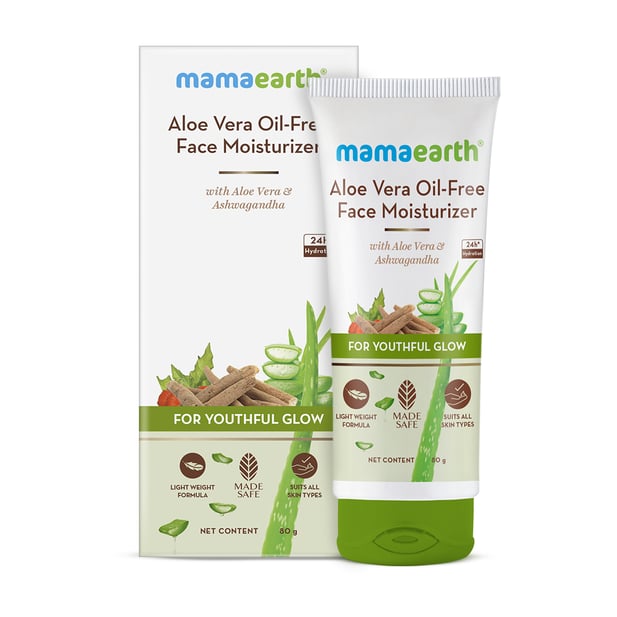 mamaearth®
Aloe Vera Oil-Free
Face Moisturizer
with Aloe Vera &
Ashwagandha
24h
Hydration
FOR YOUTHFUL GLOW
LIGHT WEIGHT
FORMULA
MADE
SAFE
SUITS ALL
SKIN TYPES
NET CONTENT 80 g
mamaearth®
Aloe Vera Oil-Free
Face Moisturizer
with Aloe Vera &
Ashwagandha
24h*
Hydration
FOR YOUTHFUL GLOW
LIGHT WEIGHT
FORMULA
MADE
SAFE
SUITS ALL
SKIN TYPES
NET CONTENT 80 g